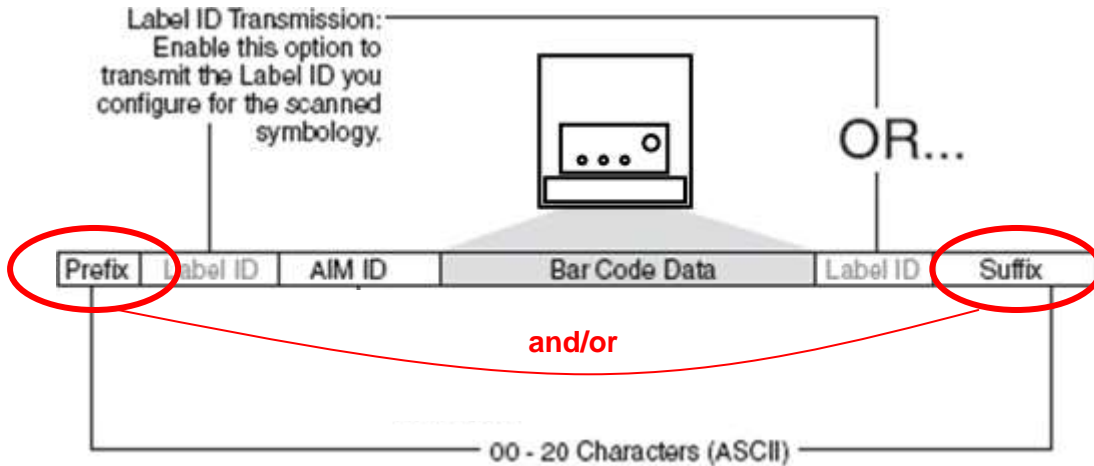 Label ID Transmission:
Enable this option to
transmit the Label ID you
configure for the scanned
symbology.
OR...
Prefix Label ID AIM ID Bar Code Data Label ID Suffix
and/or
00 - 20 Characters (ASCII)